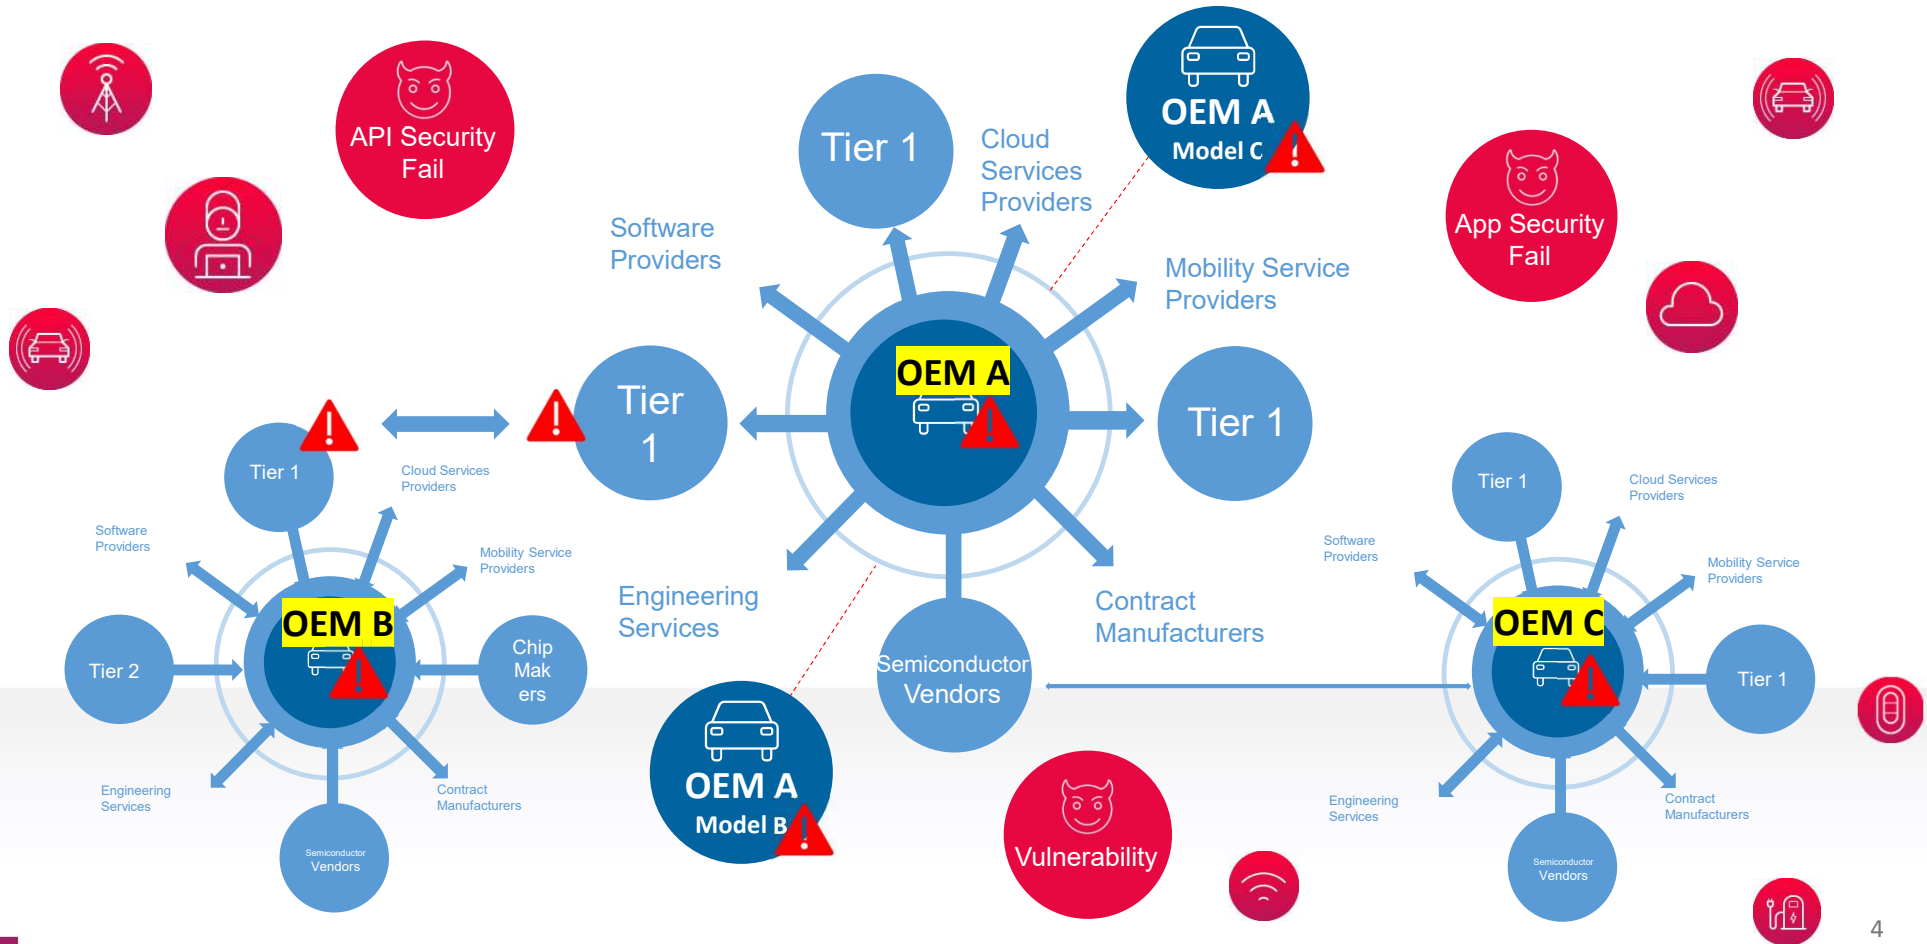 API Security
Fail
Tier 1
Cloud
Services
Providers
OEM A
Model C
App Security
Fail
Software
Providers
Mobility Service
Providers
OEM A
Tier
1
Tier 1
Engineering
Services
Semiconductor
Vendors
Contract
Manufacturers
Tier 1
Cloud Services
Providers
Software
Providers
Mobility Service
Providers
OEM B
Tier 2
Chip
Mak
ers
Engineering
Services
Contract
Manufacturers
Semiconductor
Vendors
OEM A
Model B
Vulnerability
Tier 1
Cloud Services
Providers
Software
Providers
Mobility Service
Providers
OEM C
Tier 1
Engineering
Services
Contract
Manufacturers
Semiconductor
Vendors
4